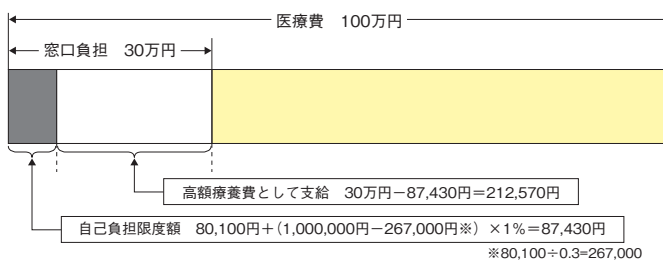 医療費　100万円
窓口負担　30万円
高額療養費として支給　30万円－87,430円＝212,570円
自己負担限度額　80,100円＋(1,000,000円－267,000円※)　×1％＝87,430円
※80,100÷0.3=267,000